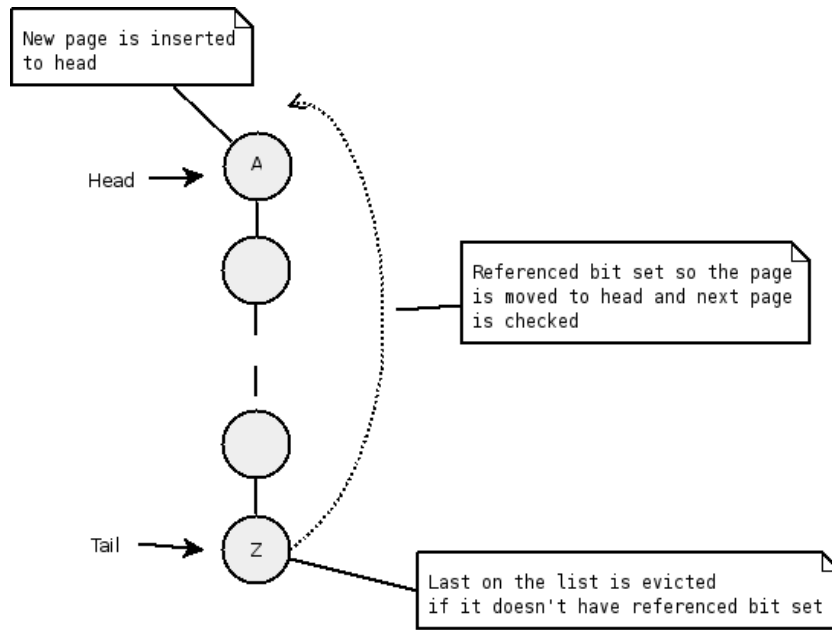 New page is inserted
to head
A
Head
Referenced bit set so the page
is moved to head and next page
is checked
Tail
Z
Last on the list is evicted
if it doesn't have referenced bit set